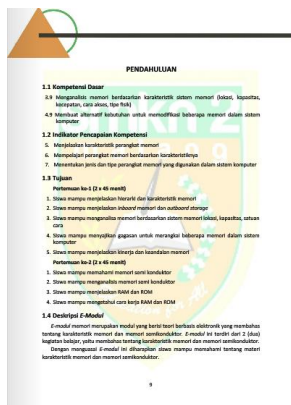 PENDAHULUAN
1.1 Kompetensi Dasar
3.9 Menganalisis memori berdasarkan karakteristik sistem memori (lokasi, kapasitas,
kecepatan, cara akses, tipe fisik)
4.9 Membuat alternatif kebutuhan untuk memodifikasi beberapa memori dalam sistem
komputer
1.2 Indikator Pencapaian Kompetensi
5. Menjelaskan karakteristik perangkat memori
6. Mempelajari perangkat memori berdasarkan karakteristiknya
7. Menentukan jenis dan tipe perangkat memori yang digunakan dalam sistem komputer
1.3 Tujuan
Pertemuan ke-1 (2 x 45 menit)
1. Siswa mampu menjelaskan hierarki dan karakteristik memori
2. Siswa mampu menjelaskan inboard memori dan outboard storage
3. Siswa mampu menganalisa memori berdasarkan sistem memori lokasi, kapasitas, satuan
cara
4. Siswa mampu menyajikan gagasan untuk merangkai beberapa memori dalam sistem
komputer
5. Siswa mampu menjelaskan kinerja dan keandalan memori
Pertemuan ke-2 (2 x 45 menit)
1. Siswa mampu memahami memori semi konduktor
2. Siswa mampu menganalisis memori semi konduktor
3. Siswa mampu menjelaskan RAM dan ROM
4. Siswa mampu mengetahui cara kerja RAM dan ROM
1.4 Deskripsi E-Modul
E-modul memori merupakan modul yang berisi teori berbasis elektronik yang membahas
tentang karakteristik memori dan memori semikonduktor. E-modul ini terdiri dari 2 (dua)
kegiatan belajar, yaitu membahas tentang karakteristik memori dan memori semikonduktor.
Dengan menguasai E-modul ini diharapkan siswa mampu memahami tentang materi
karakteristik memori dan memori semikonduktor.
9